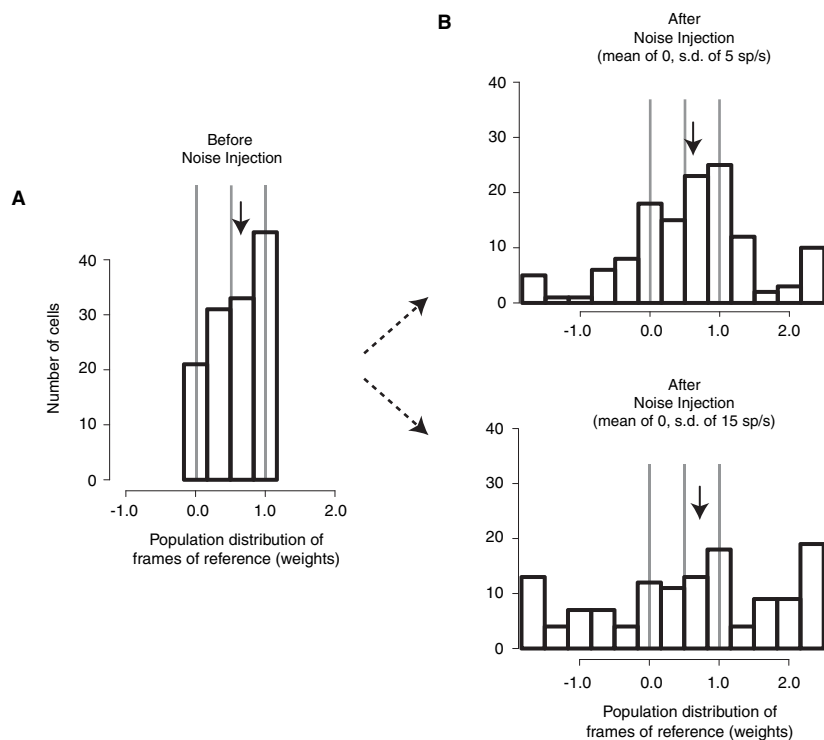 A
Before
Noise Injection
Number of cells
40
30
20
10
0
-1.0 0.0 1.0 2.0
Population distribution of
frames of reference (weights)
B
After
Noise Injection
(mean of 0, s.d. of 5 sp/s)
40
30
20
10
0
-1.0 0.0 1.0 2.0
After
Noise Injection
(mean of 0, s.d. of 15 sp/s)
40
30
20
10
0
-1.0 0.0 1.0 2.0
Population distribution of
frames of reference (weights)